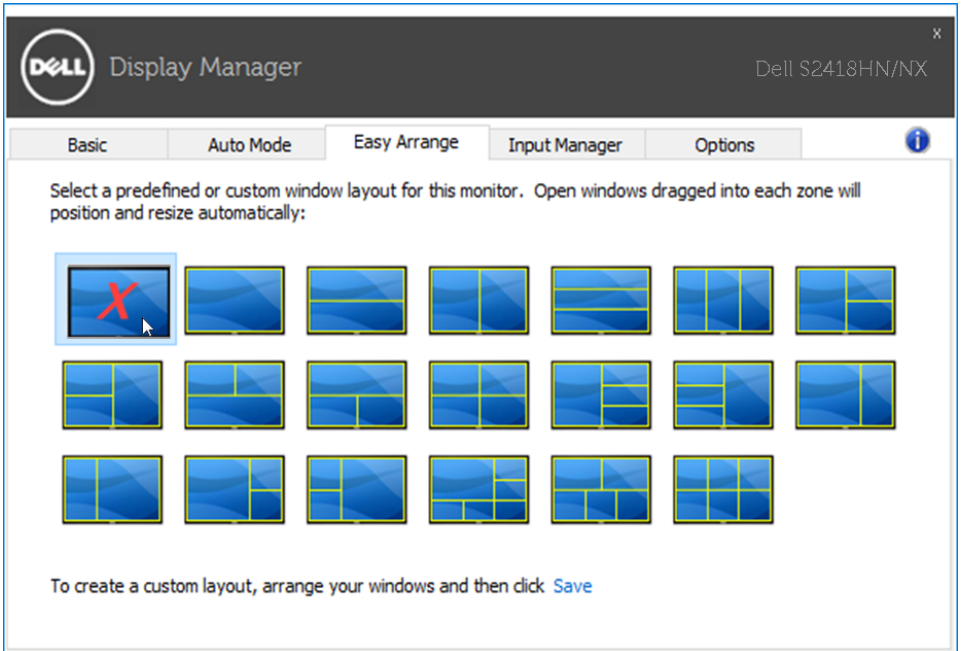 DELL Display Manager
x
Dell S2418HN/NX
Basic Auto Mode Easy Arrange Input Manager Options
i
Select a predefined or custom window layout for this monitor. Open windows dragged into each zone will
position and resize automatically:
X
To create a custom layout, arrange your windows and then click Save